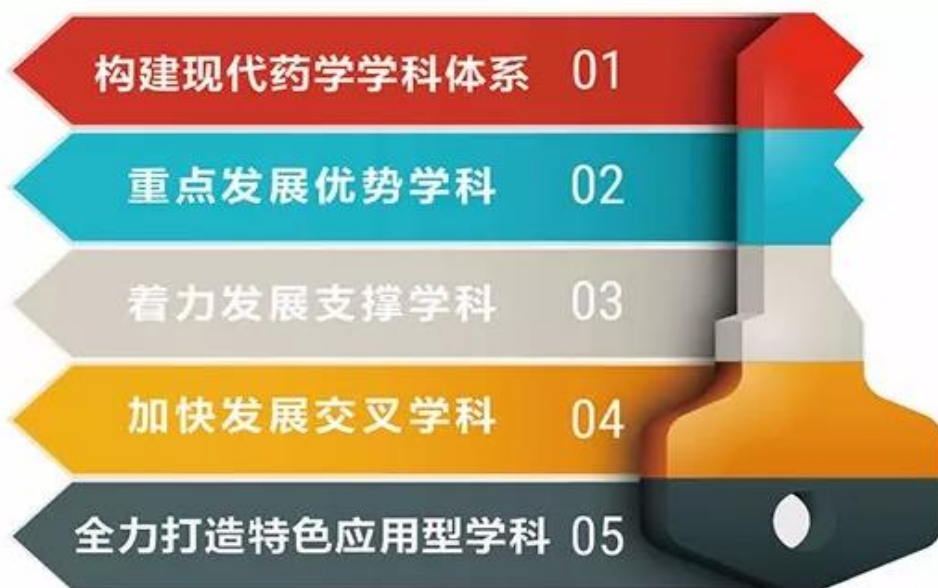 构建现代药学学科体系 01
重点发展优势学科 02
着力发展支撑学科 03
加快发展交叉学科 04
全力打造特色应用型学科 05